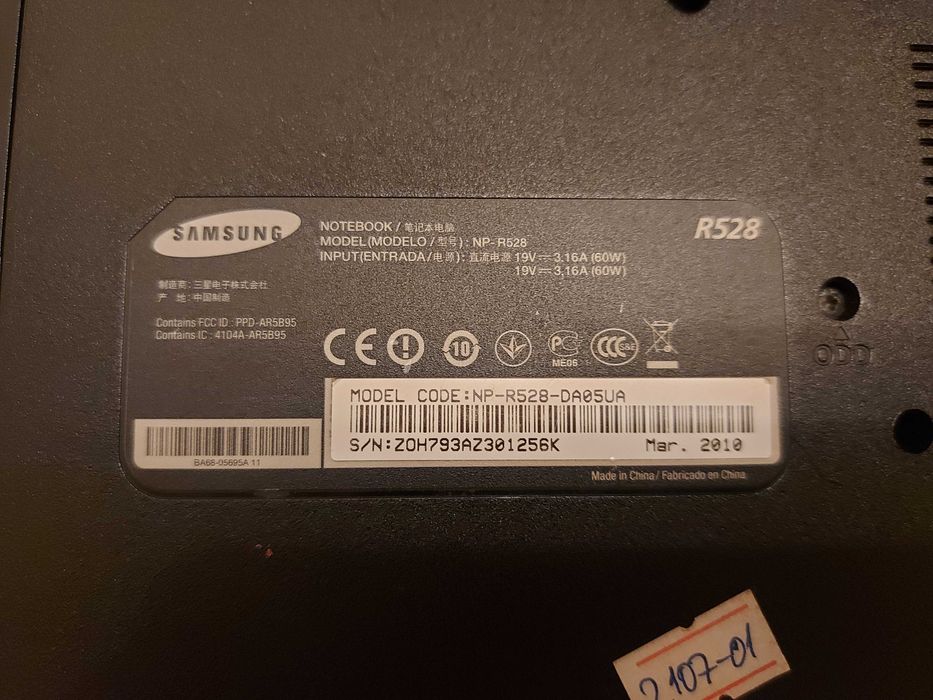 SAMSUNG
NOTEBOOK / 笔记本电脑
MODEL(MODELO / 型号) : NP-R528
INPUT(ENTRADA / 电源) : 直流电源 19V 3.16A (60W)
19V 3.16A (60W)
R528
制造商: 三星电子株式会社
产 地: 中国制造
Contains FCC ID : PPD-AR5B95
Contains IC : 4104A-AR5B95
CE
10
PC
ME06
CCC S&E
ODD
MODEL CODE:NP-R528-DA05UA
S/N:ZOH793AZ301256K Mar. 2010
BA68-05695A 11
Made in China / Fabricado en China
2107-01